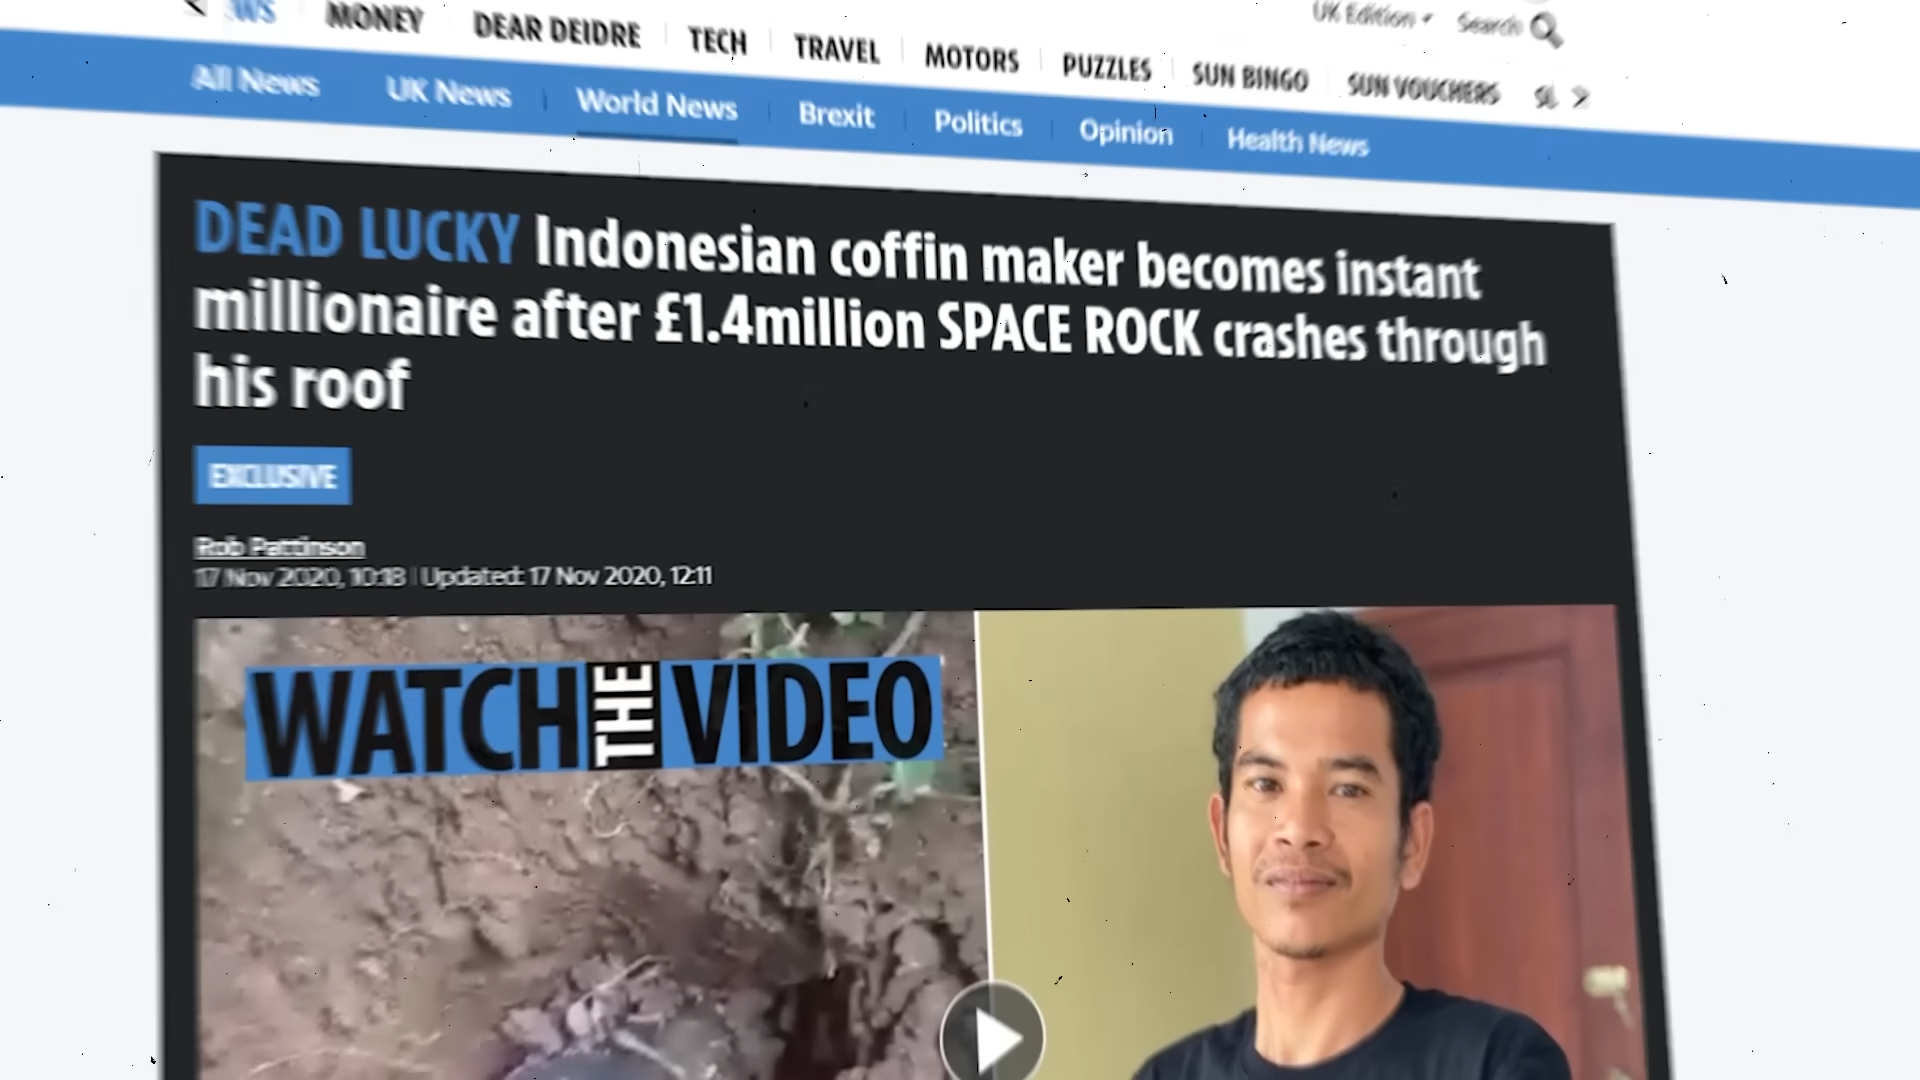 WS MONEY DEAR DEIDRE TECH TRAVEL MOTORS PUZZLES SUN BINGO SUN VOUCHERS
UK Edition Search
All News UK News World News Brexit Politics Opinion Health News
DEAD LUCKY Indonesian coffin maker becomes instant
millionaire after £1.4million SPACE ROCK crashes through
his roof
EXCLUSIVE
Rob Pattinson
17 Nov 2020, 10:18 | Updated: 17 Nov 2020, 12:11
WATCH THE VIDEO